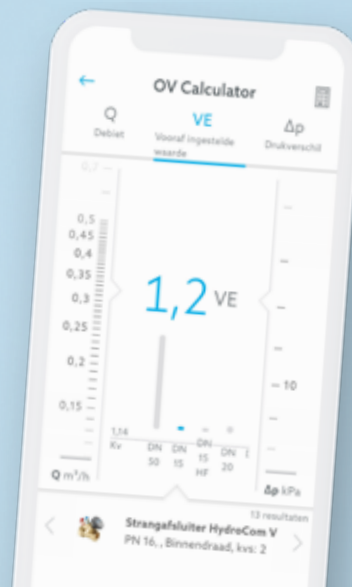 OV Calculator
Q
Debiet
VE
Vooraf ingestelde
waarde
Δp
Drukverschil
0,7
0,5
0,45
0,4
0,35
0,3
0,25
0,2
0,15
1,2 VE
10
1,14
Kv
DN
50
DN
15
DN
15
HF
DN
20
Q m³/h
Δp kPa
13 resultaten
Strangafsluiter HydroCom V
PN 16, , Binnendraad, kvs: 2